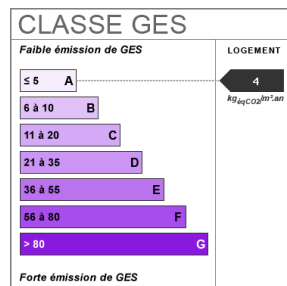 CLASSE GES
Faible émission de GES
LOGEMENT
≤ 5 A
4
kgéqCO2/m².an
6 à 10 B
11 à 20 C
21 à 35 D
36 à 55 E
56 à 80 F
> 80 G
Forte émission de GES